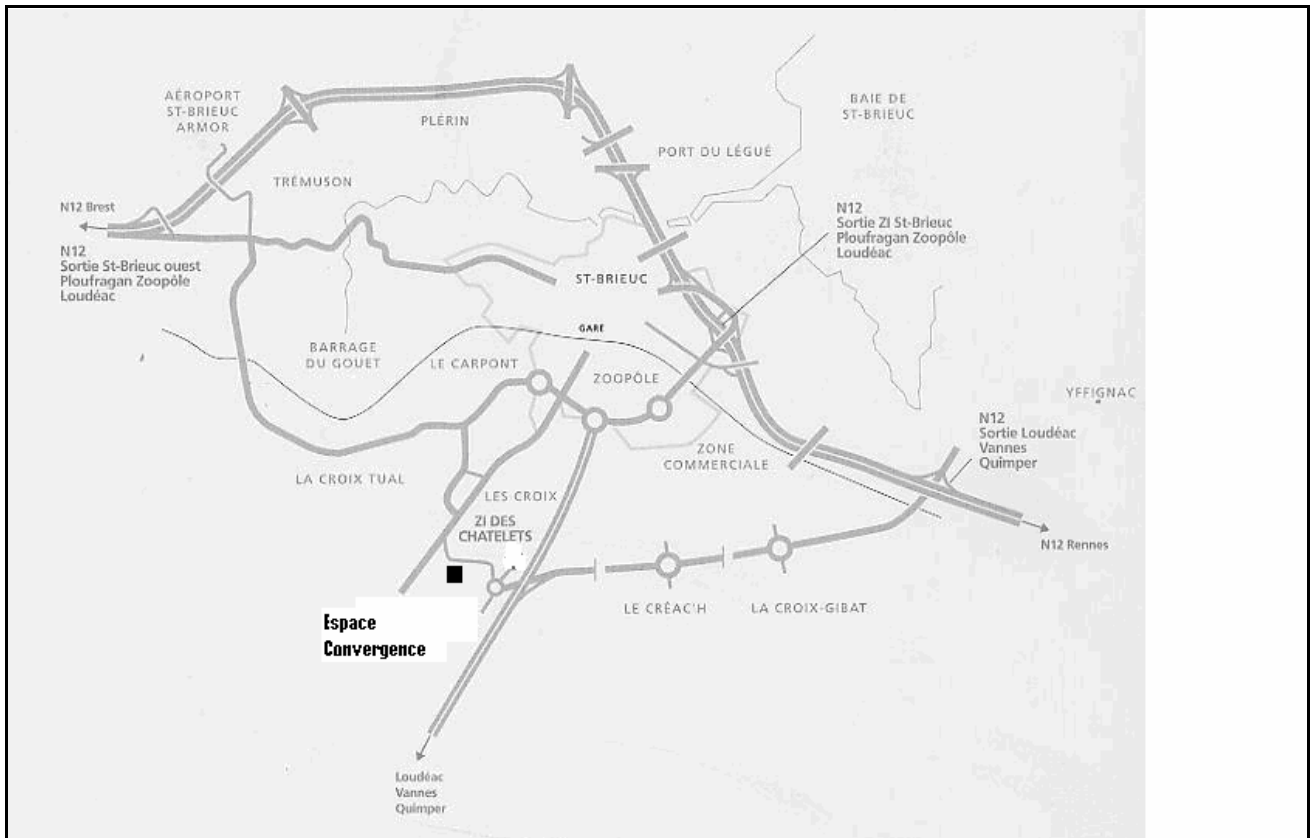 AÉROPORT
ST-BRIEUC
ARMOR
PLÉRIN
BAIE DE
ST-BRIEUC
PORT DU LÉGUÉ
TRÉMUSON
N12 Brest
N12
Sortie St-Brieuc ouest
Ploufragan Zoopôle
Loudéac
N12
Sortie ZI St-Brieuc
Ploufragan Zoopôle
Loudéac
ST-BRIEUC
GARE
BARRAGE
DU GOUET
LE CARPONT
ZOOPÔLE
YFFIGNAC
N12
Sortie Loudéac
Vannes
Quimper
ZONE
COMMERCIALE
LA CROIX TUAL
LES CROIX
ZI DES
CHATELETS
N12 Rennes
LE CRÉAC'H
LA CROIX-GIBAT
Espace
Convergence
Loudéac
Vannes
Quimper